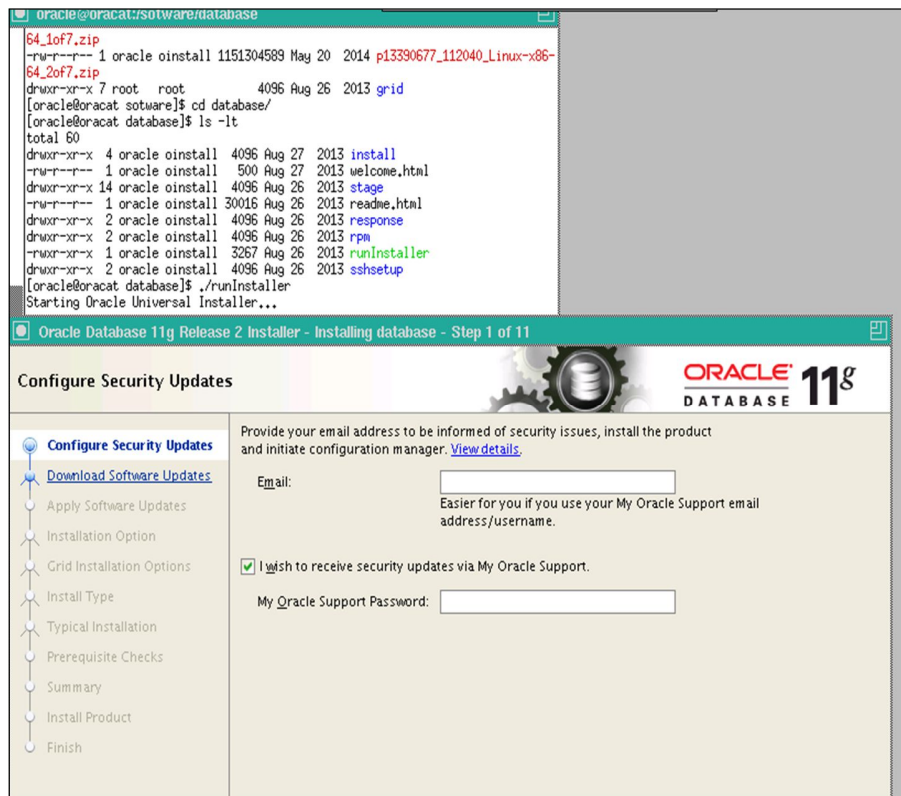 oracle@oracat:/sotware/database
64_1of7.zip
-rw-r--r-- 1 oracle oinstall 1151304589 May 20 2014 p13390677_112040_Linux-x86-
64_2of7.zip
drwxr-xr-x 7 root root 4096 Aug 26 2013 grid
[oracle@oracat sotware]$ cd database/
[oracle@oracat database]$ ls -lt
total 60
drwxr-xr-x 4 oracle oinstall 4096 Aug 27 2013 install
-rw-r--r-- 1 oracle oinstall 500 Aug 27 2013 welcome.html
drwxr-xr-x 14 oracle oinstall 4096 Aug 26 2013 stage
-rw-r--r-- 1 oracle oinstall 30016 Aug 26 2013 readme.html
drwxr-xr-x 2 oracle oinstall 4096 Aug 26 2013 response
drwxr-xr-x 2 oracle oinstall 4096 Aug 26 2013 rpm
-rwxr-xr-x 1 oracle oinstall 3267 Aug 26 2013 runInstaller
drwxr-xr-x 2 oracle oinstall 4096 Aug 26 2013 sshsetup
[oracle@oracat database]$ ./runInstaller
Starting Oracle Universal Installer...
Oracle Database 11g Release 2 Installer - Installing database - Step 1 of 11
Configure Security Updates
ORACLE 11g
DATABASE
Configure Security Updates
Download Software Updates
Apply Software Updates
Installation Option
Grid Installation Options
Install Type
Typical Installation
Prerequisite Checks
Summary
Install Product
Finish
Provide your email address to be informed of security issues, install the product
and initiate configuration manager. View details.
Email:
Easier for you if you use your My Oracle Support email
address/username.
I wish to receive security updates via My Oracle Support.
My Oracle Support Password: